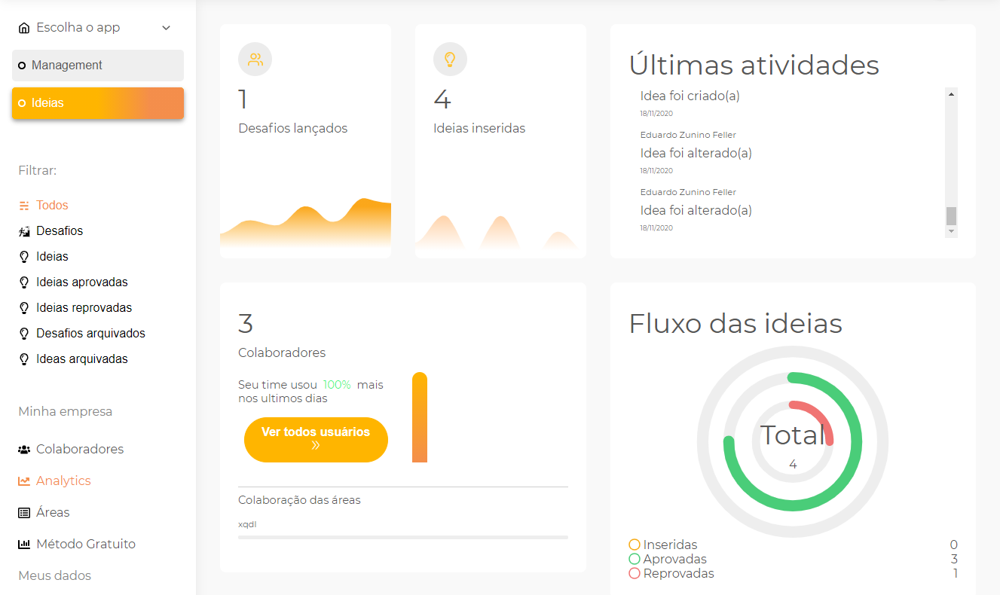 Escolha o app
Management
Ideias
Filtrar:
Todos
Desafios
Ideias
Ideias aprovadas
Ideias reprovadas
Desafios arquivados
Ideas arquivadas
Minha empresa
Colaboradores
Analytics
Áreas
Método Gratuito
Meus dados
1
Desafios lançados
4
Ideias inseridas
Últimas atividades
Idea foi criado(a)
18/11/2020
Eduardo Zunino Feller
Idea foi alterado(a)
18/11/2020
Eduardo Zunino Feller
Idea foi alterado(a)
18/11/2020
3
Colaboradores
Seu time usou 100% mais
nos ultimos dias
Ver todos usuários
Colaboração das áreas
xqdl
Fluxo das ideias
Total
4
Inseridas 0
Aprovadas 3
Reprovadas 1